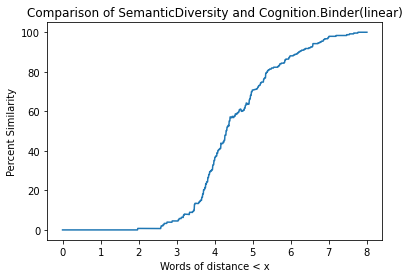 Comparison of SemanticDiversity and Cognition.Binder(linear)
100
80
60
40
20
0
Percent Similarity
0 1 2 3 4 5 6 7 8
Words of distance < x